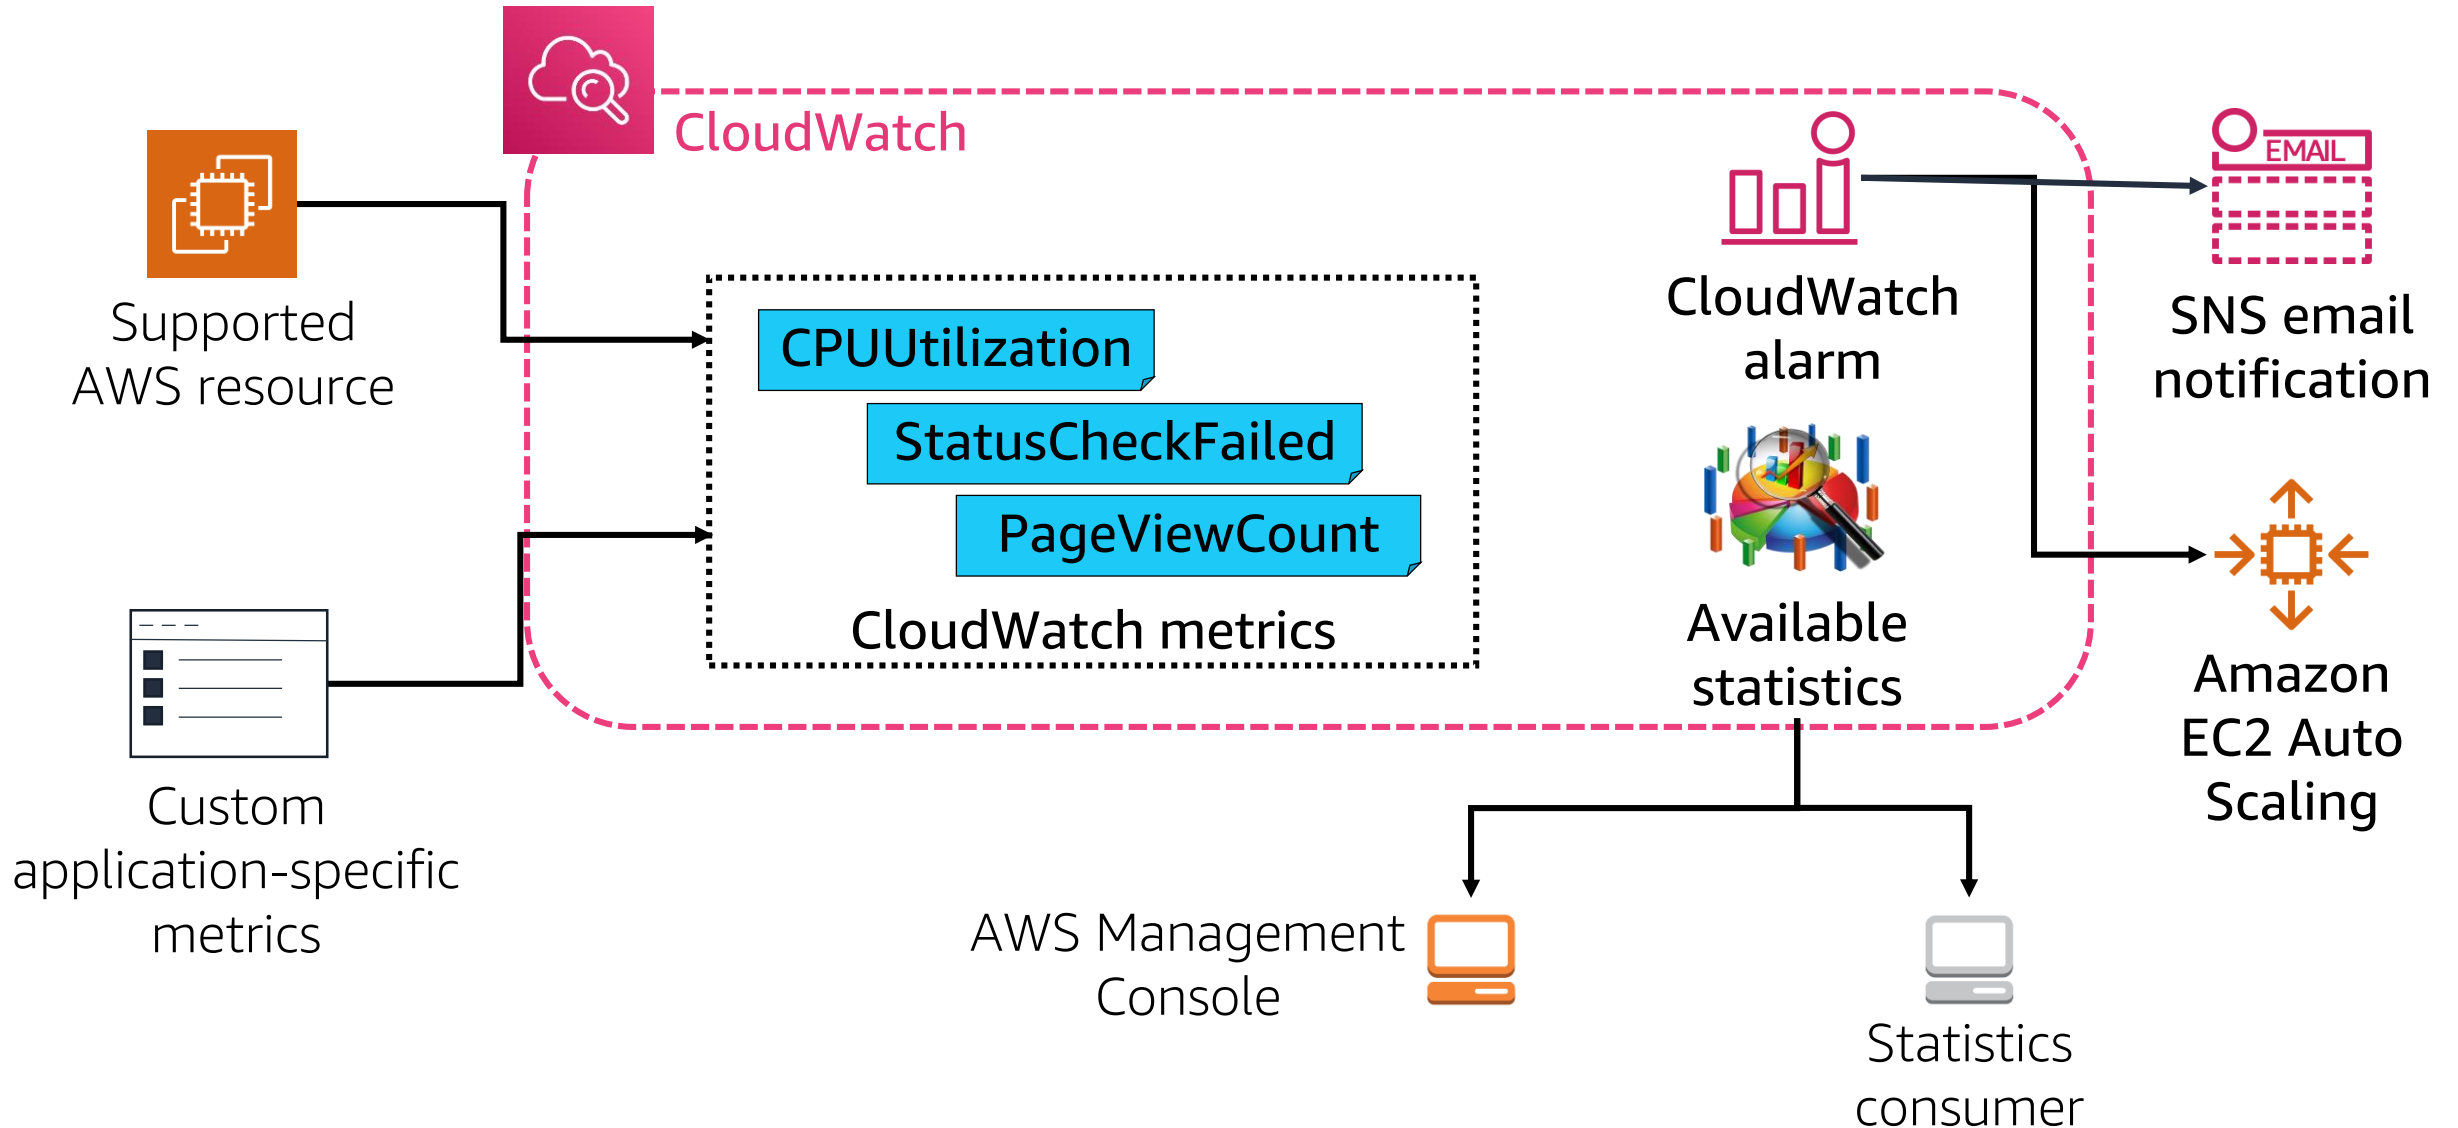 CloudWatch
Supported
AWS resource
CPUUtilization
StatusCheckFailed
PageViewCount
CloudWatch metrics
Custom
application-specific
metrics
CloudWatch
alarm
Available
statistics
EMAIL
SNS email
notification
Amazon
EC2 Auto
Scaling
AWS Management
Console
Statistics
consumer